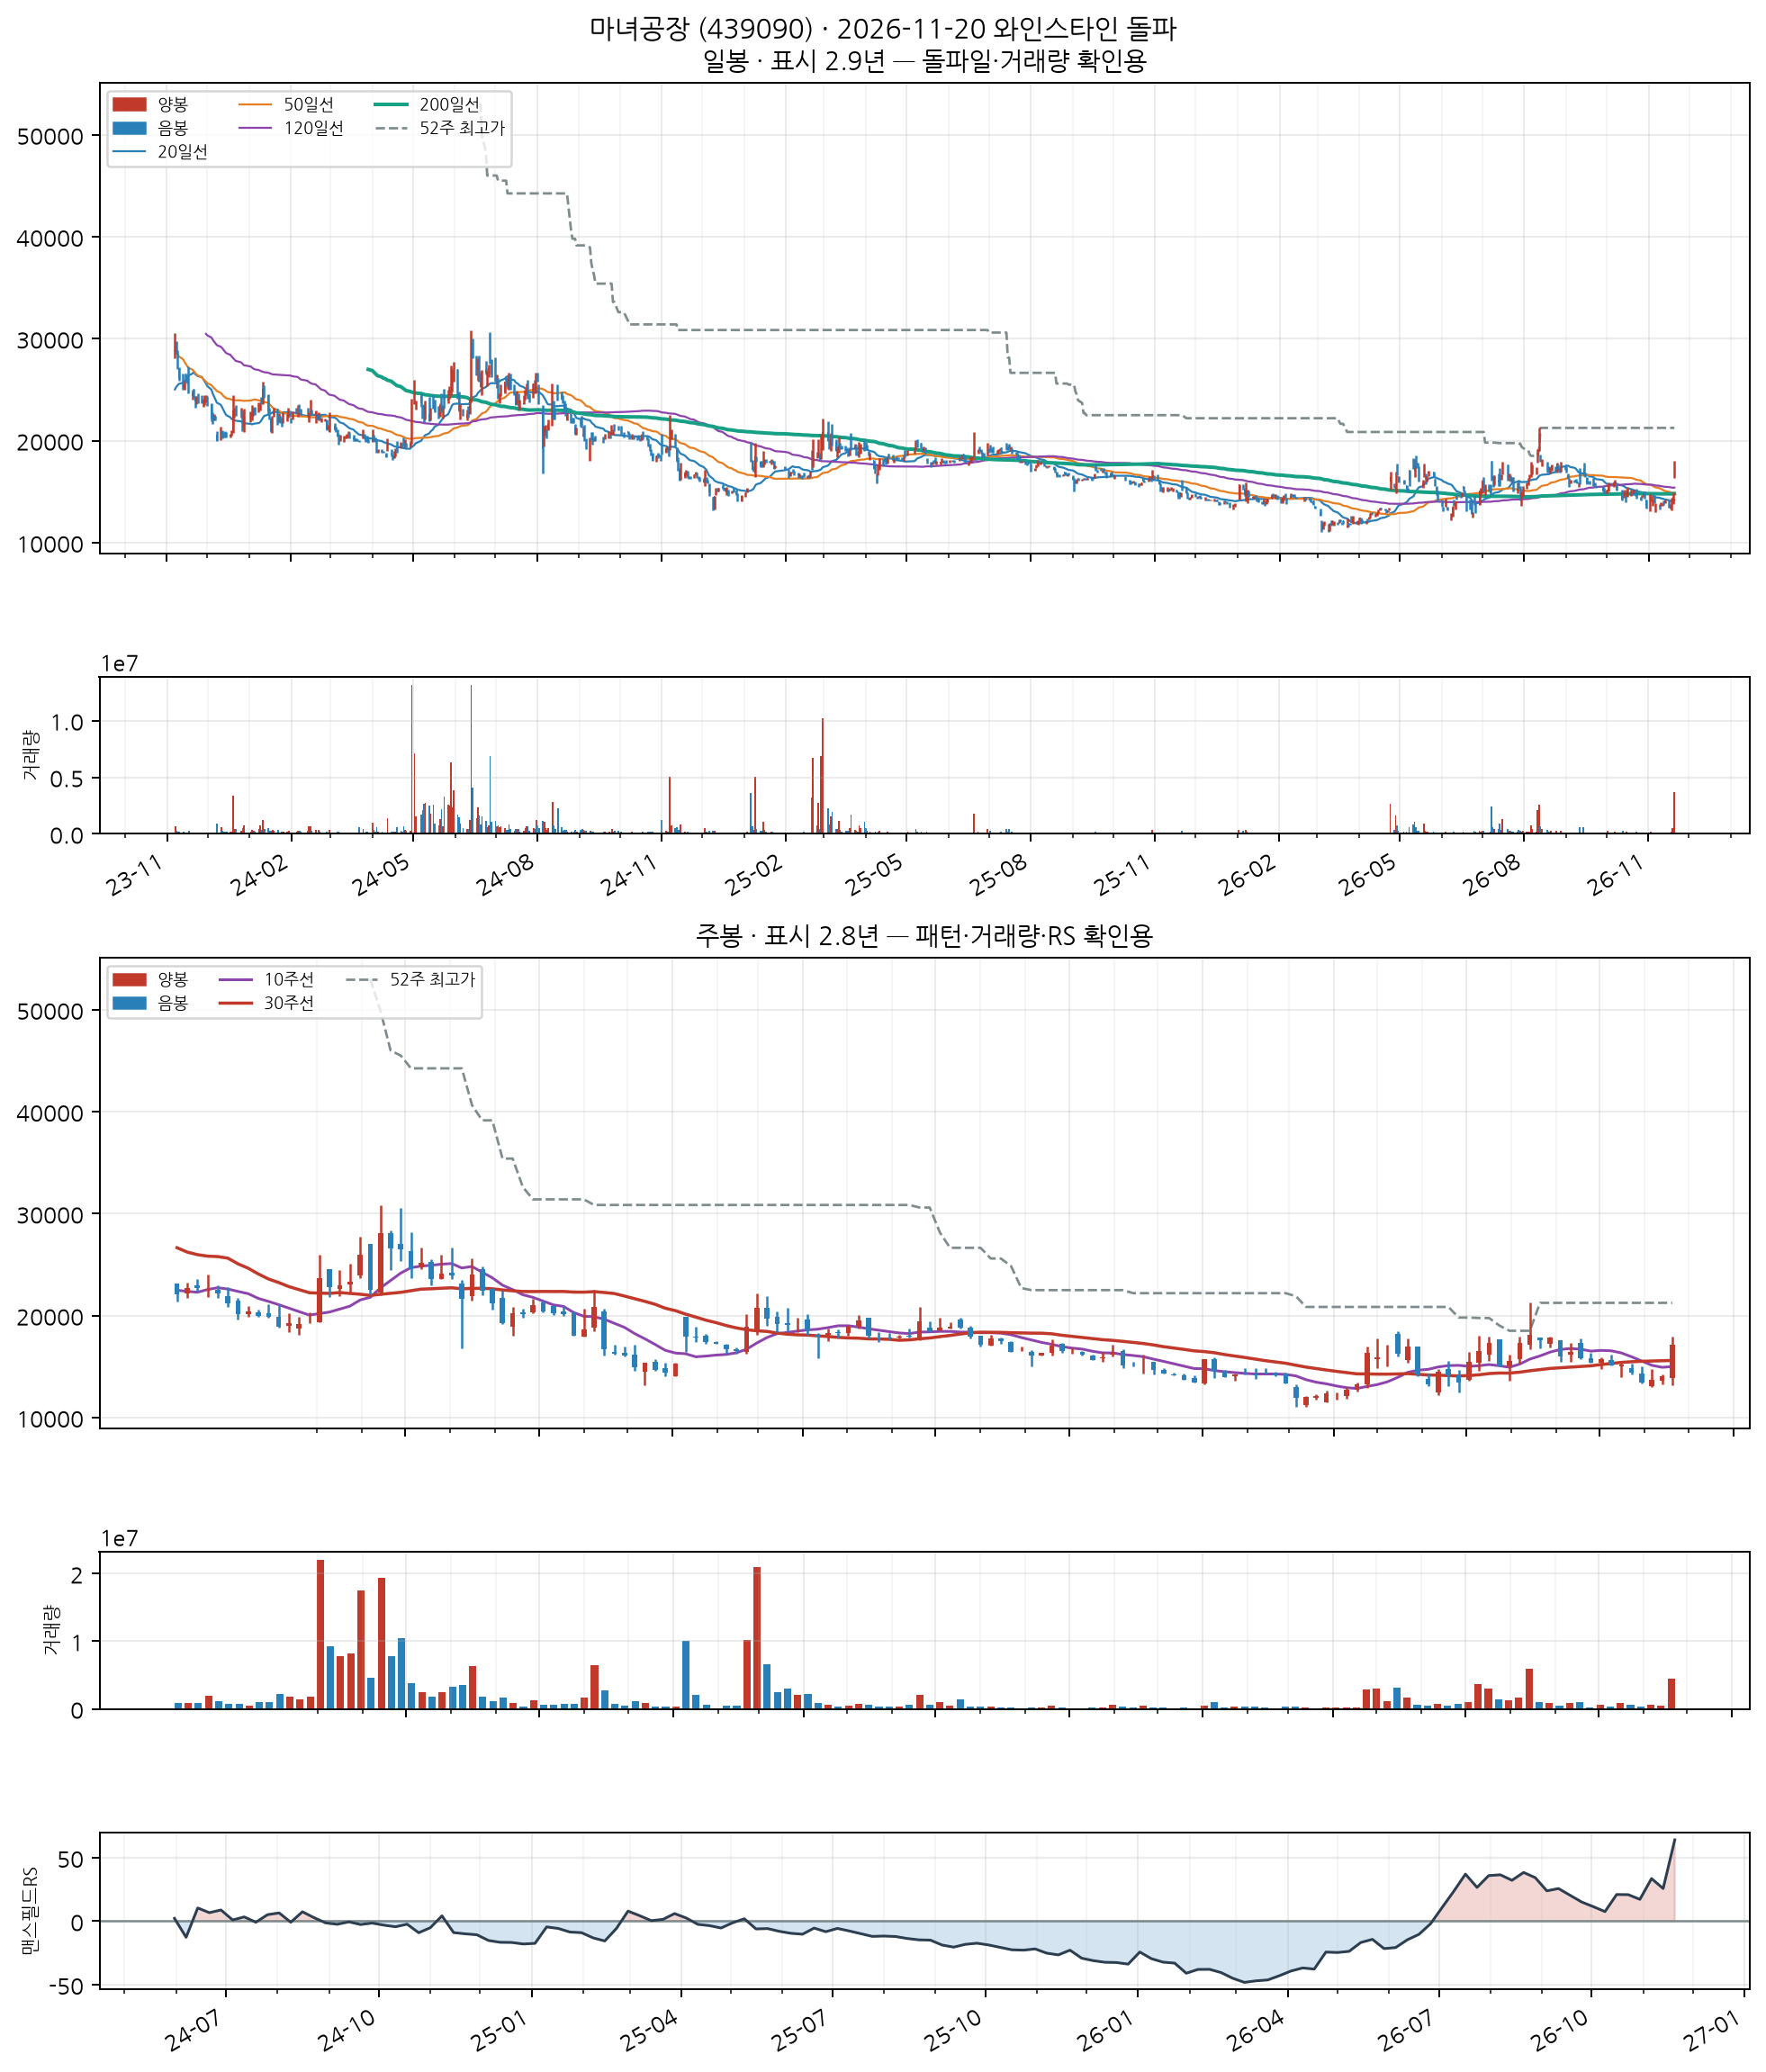 마녀공장 (439090) · 2026-11-20 와인스타인 돌파
일봉 · 표시 2.9년 — 돌파일·거래량 확인용
양봉 50일선 200일선
음봉 120일선 52주 최고가
20일선
50000
40000
30000
20000
10000
1e7
거래량
1.0
0.5
0.0
23-11 24-02 24-05 24-08 24-11 25-02 25-05 25-08 25-11 26-02 26-05 26-08 26-11
주봉 · 표시 2.8년 — 패턴·거래량·RS 확인용
양봉 10주선 52주 최고가
음봉 30주선
50000
40000
30000
20000
10000
1e7
거래량
2
1
0
맨스필드RS
50
0
-50
24-07 24-10 25-01 25-04 25-07 25-10 26-01 26-04 26-07 26-10 27-01